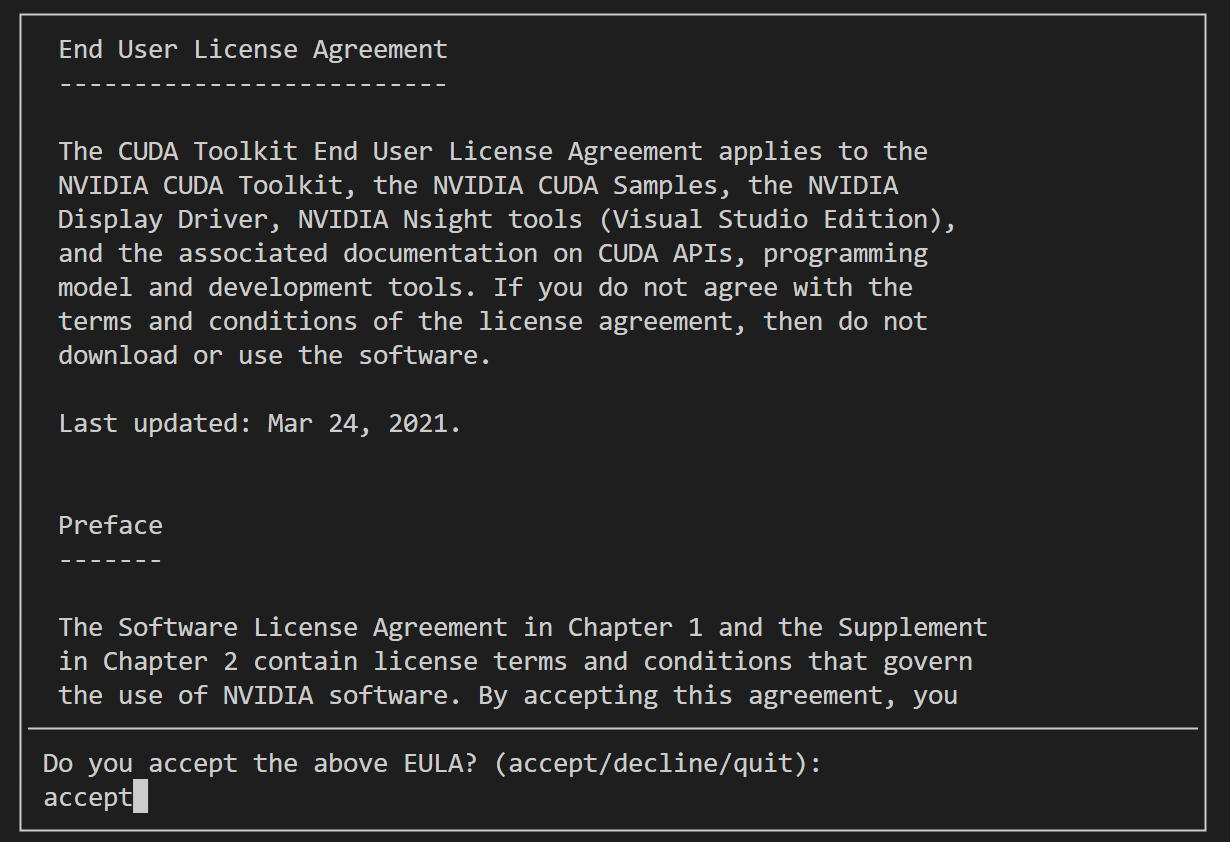 End User License Agreement
--------------------------
The CUDA Toolkit End User License Agreement applies to the
NVIDIA CUDA Toolkit, the NVIDIA CUDA Samples, the NVIDIA
Display Driver, NVIDIA Nsight tools (Visual Studio Edition),
and the associated documentation on CUDA APIs, programming
model and development tools. If you do not agree with the
terms and conditions of the license agreement, then do not
download or use the software.
Last updated: Mar 24, 2021.
Preface
-------
The Software License Agreement in Chapter 1 and the Supplement
in Chapter 2 contain license terms and conditions that govern
the use of NVIDIA software. By accepting this agreement, you
Do you accept the above EULA? (accept/decline/quit):
accept